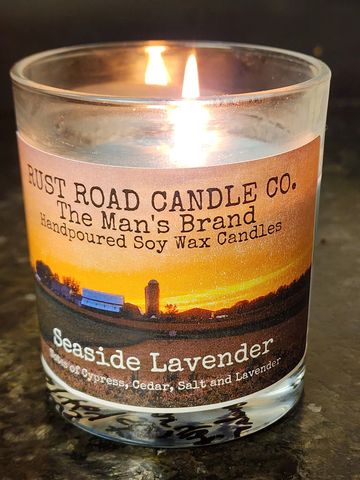 RUST ROAD CANDLE CO.
The Man's Brand
Handpoured Soy Wax Candles
Seaside Lavender
Notes of Cypress, Cedar, Salt and Lavender